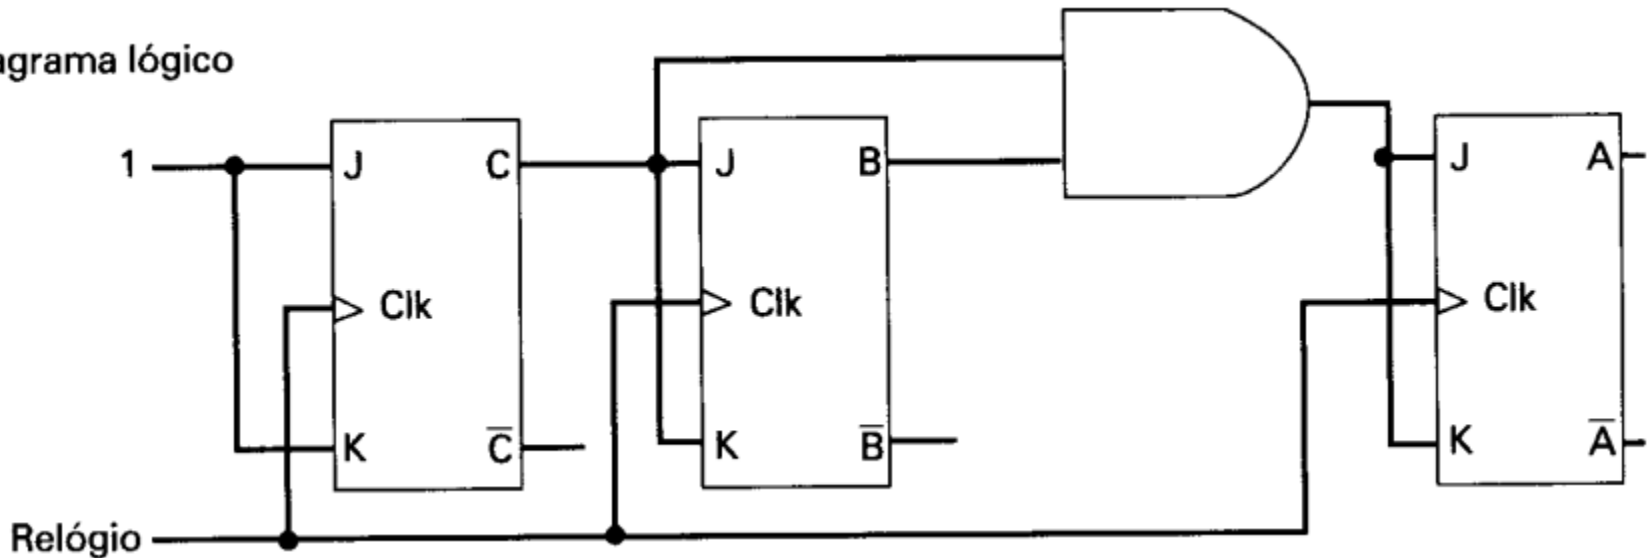 agrama lógico
1
J C
Clk
K C̅
J B
Clk
K B̅
J A
Clk
K A̅
Relógio